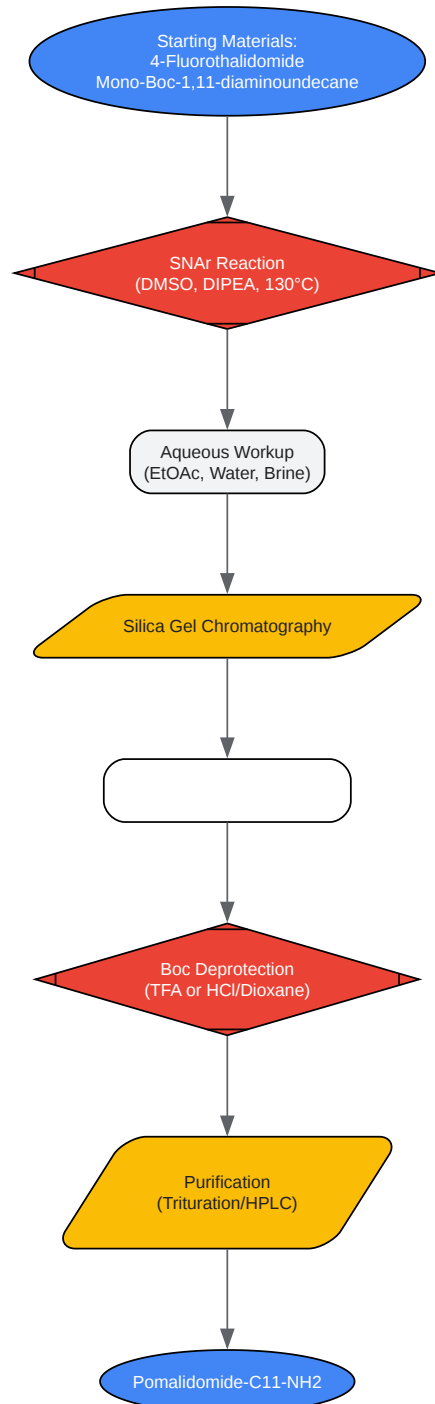 Starting Materials:
4-Fluorothalidomide
Mono-Boc-1,11-diaminoundecane
SNAr Reaction
(DMSO, DIPEA, 130°C)
Aqueous Workup
(EtOAc, Water, Brine)
Silica Gel Chromatography
Boc Deprotection
(TFA or HCl/Dioxane)
Purification
(Trituration/HPLC)
Pomalidomide-C11-NH2